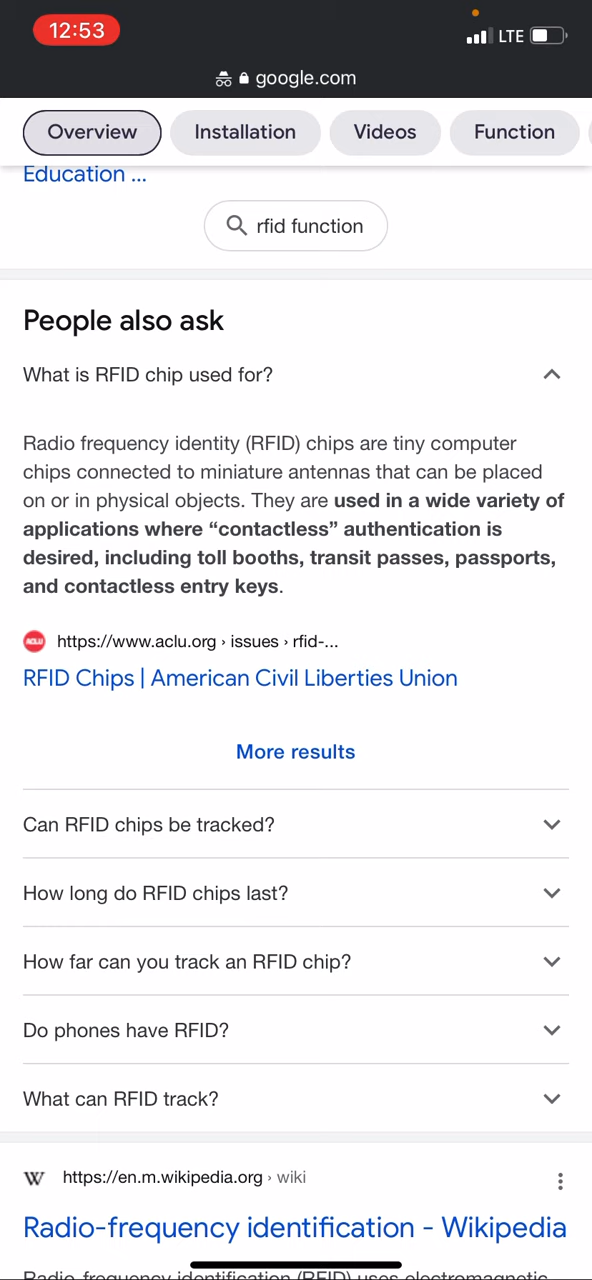 12:53
LTE
google.com
Overview
Installation
Videos
Function
Education ...
rfid function
People also ask
What is RFID chip used for?
Radio frequency identity (RFID) chips are tiny computer
chips connected to miniature antennas that can be placed
on or in physical objects. They are used in a wide variety of
applications where “contactless” authentication is
desired, including toll booths, transit passes, passports,
and contactless entry keys.
ACLU
https://www.aclu.org › issues › rfid-...
RFID Chips | American Civil Liberties Union
More results
Can RFID chips be tracked?
How long do RFID chips last?
How far can you track an RFID chip?
Do phones have RFID?
What can RFID track?
W
https://en.m.wikipedia.org › wiki
Radio-frequency identification - Wikipedia
Radio-frequency identification (RFID) uses electromagnetic